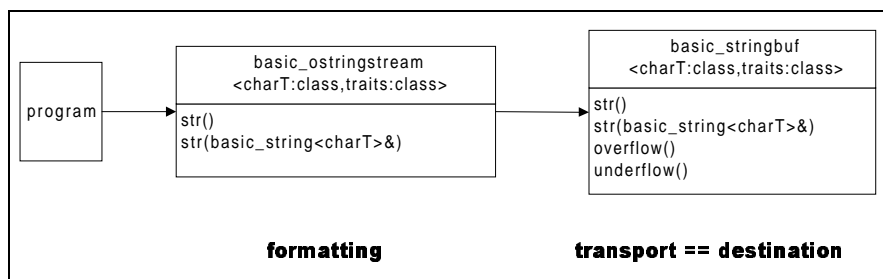 program
basic_ostringstream
<charT:class,traits:class>
str()
str(basic_string<charT>&)
basic_stringbuf
<charT:class,traits:class>
str()
str(basic_string<charT>&)
overflow()
underflow()
formatting
transport == destination